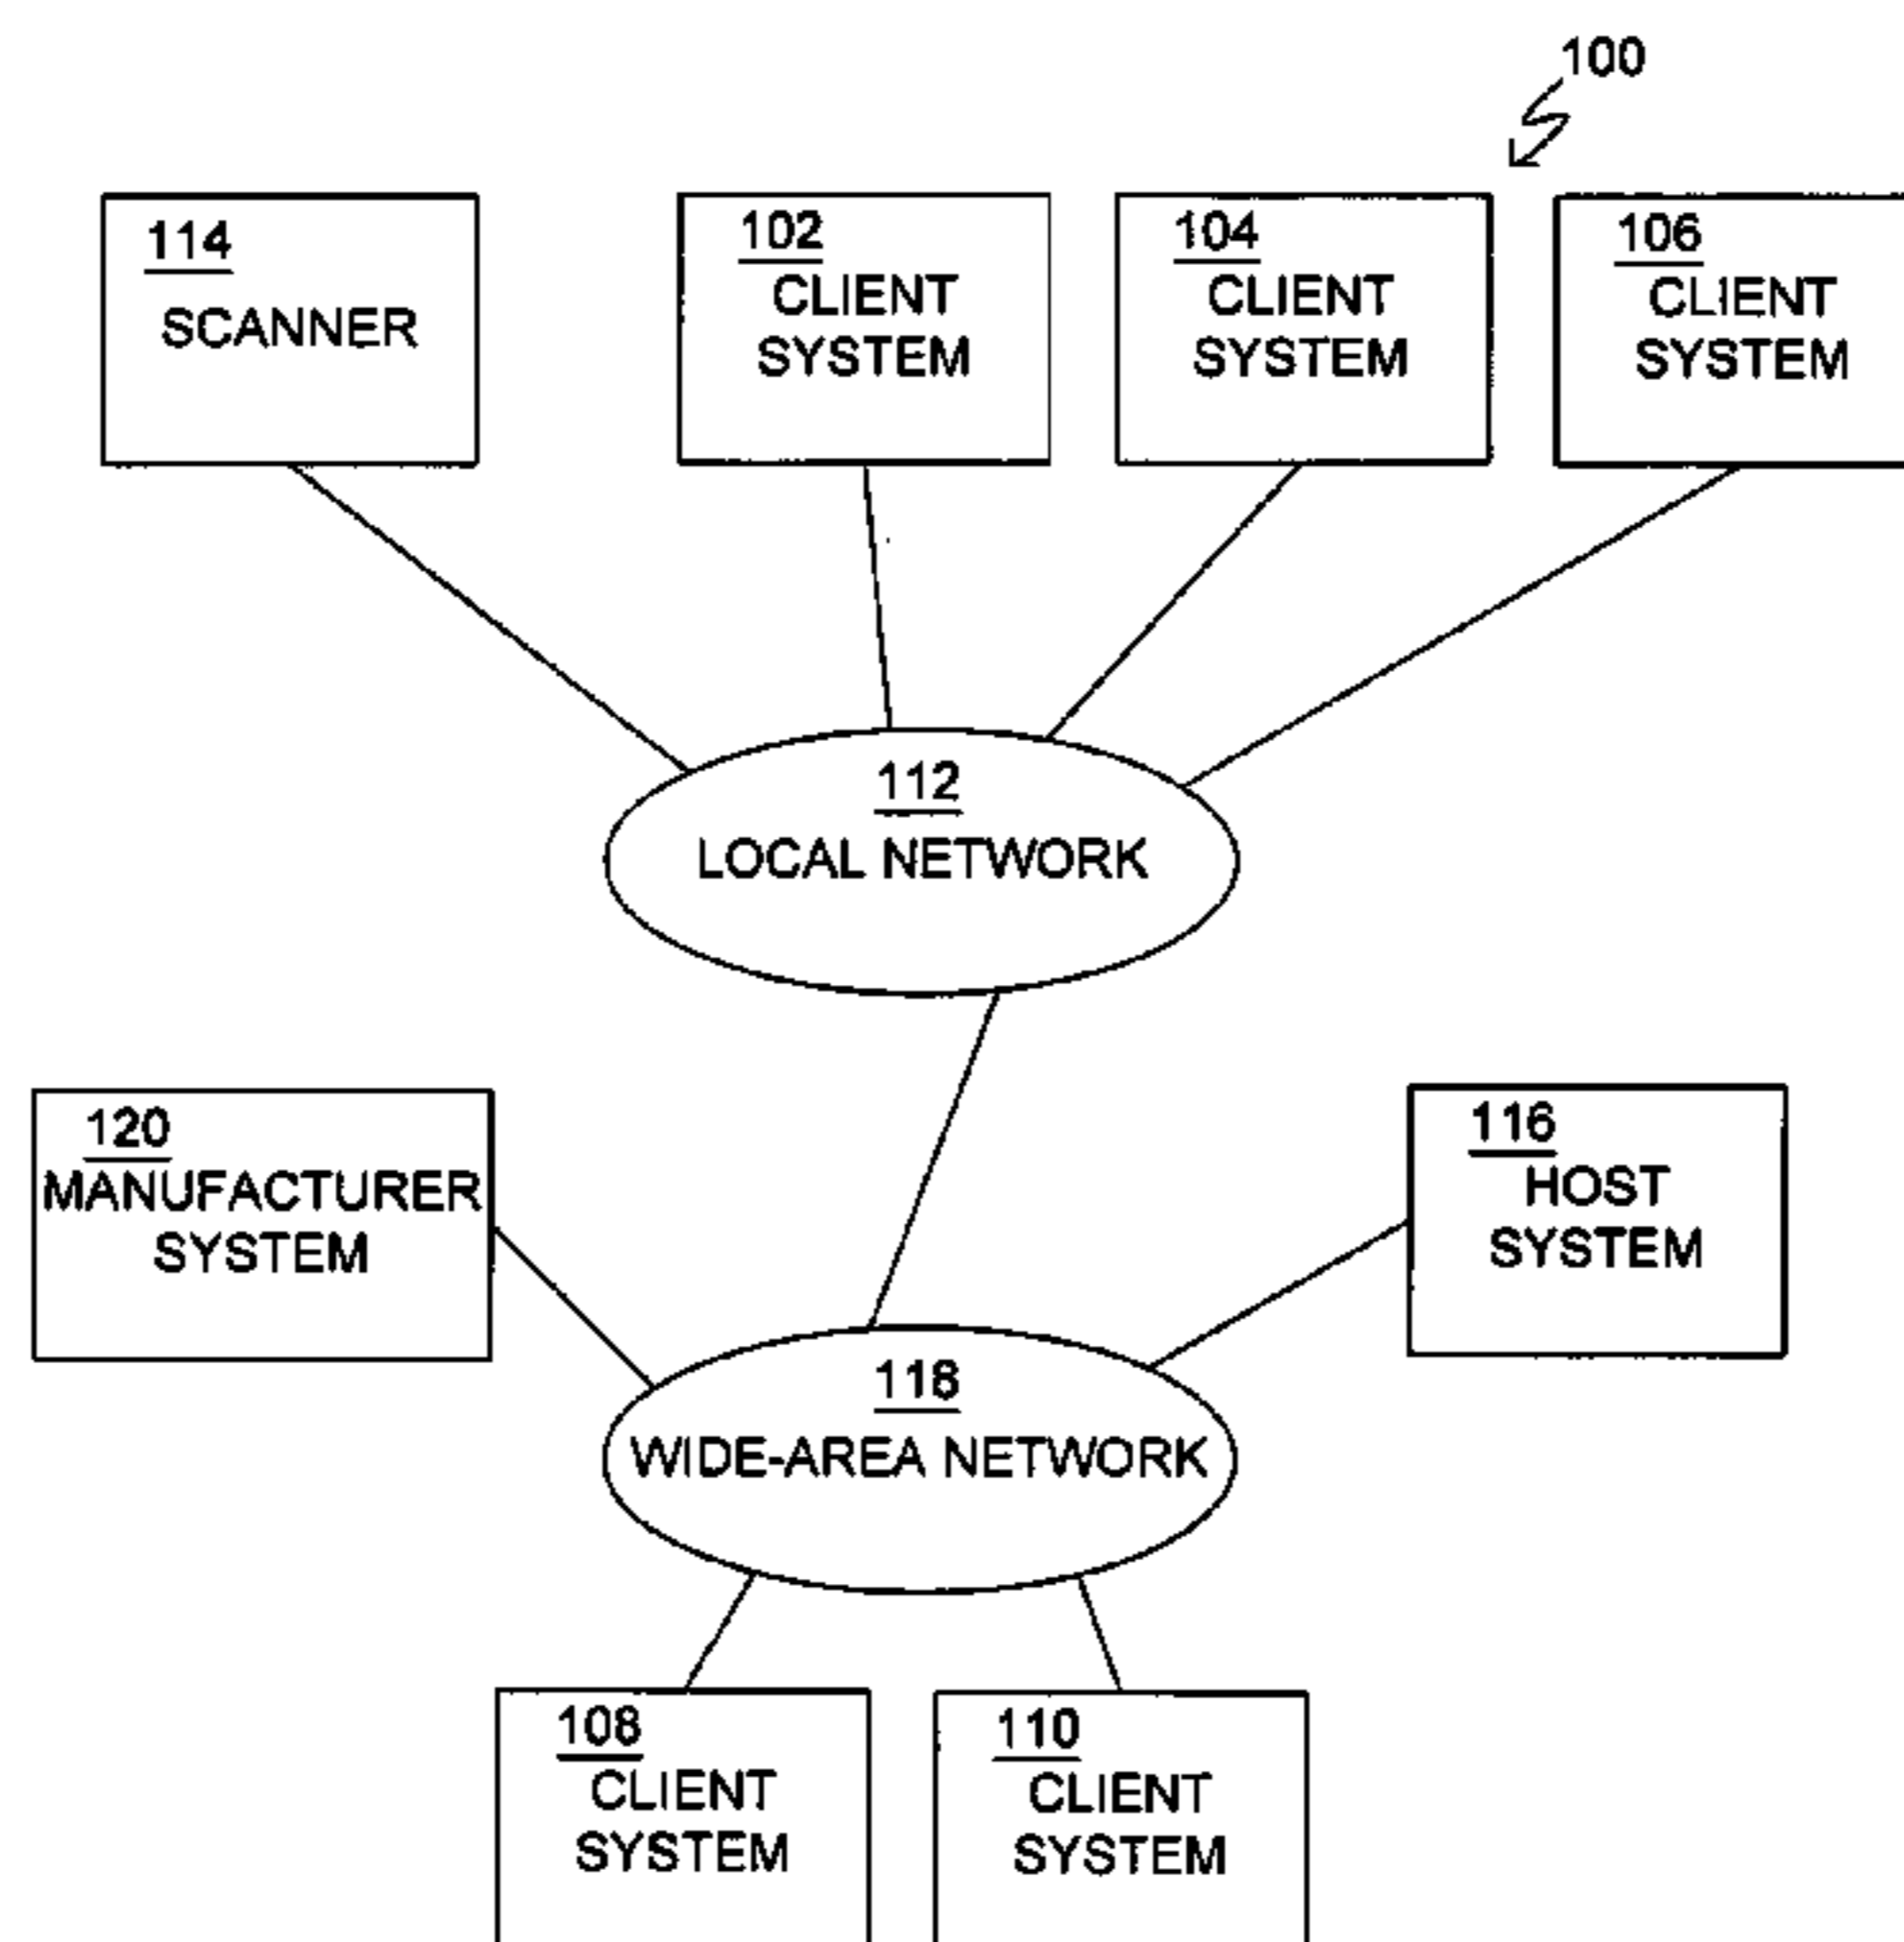 100
114
SCANNER
102
CLIENT
SYSTEM
104
CLIENT
SYSTEM
106
CLIENT
SYSTEM
112
LOCAL NETWORK
120
MANUFACTURER
SYSTEM
116
HOST
SYSTEM
118
WIDE-AREA NETWORK
108
CLIENT
SYSTEM
110
CLIENT
SYSTEM